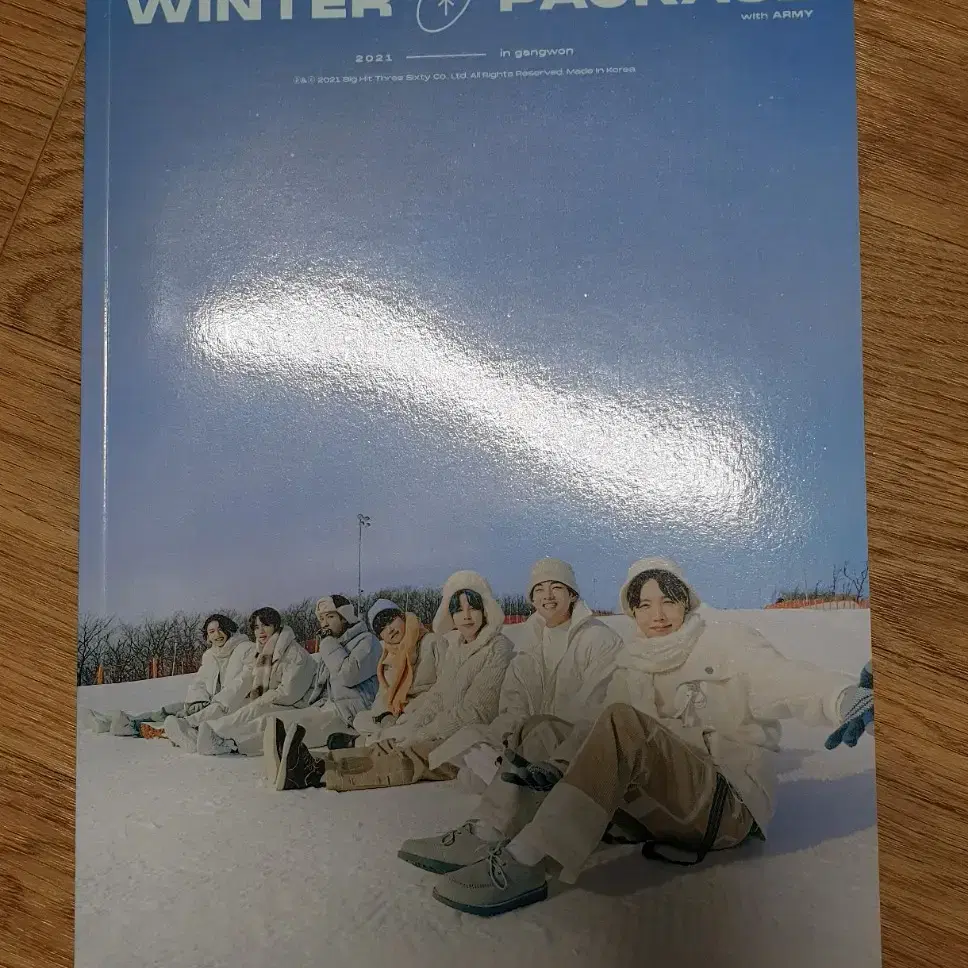 WINTER PACKAGE
with ARMY
2021 in gangwon
℗&© 2021 Big Hit Three Sixty Co., Ltd. All Rights Reserved. Made in Korea